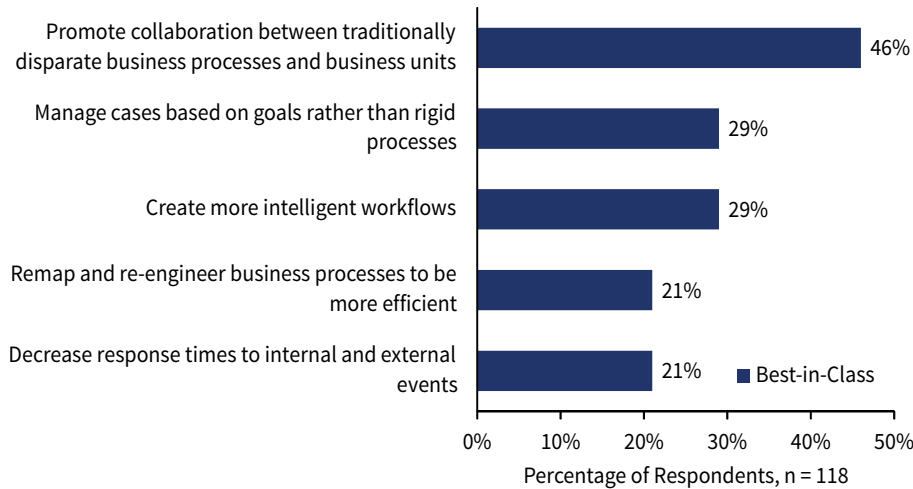 Promote collaboration between traditionally
disparate business processes and business units
46%
Manage cases based on goals rather than rigid
processes
29%
Create more intelligent workflows
29%
Remap and re-engineer business processes to be
more efficient
21%
Decrease response times to internal and external
events
21%
Best-in-Class
0% 10% 20% 30% 40% 50%
Percentage of Respondents, n = 118